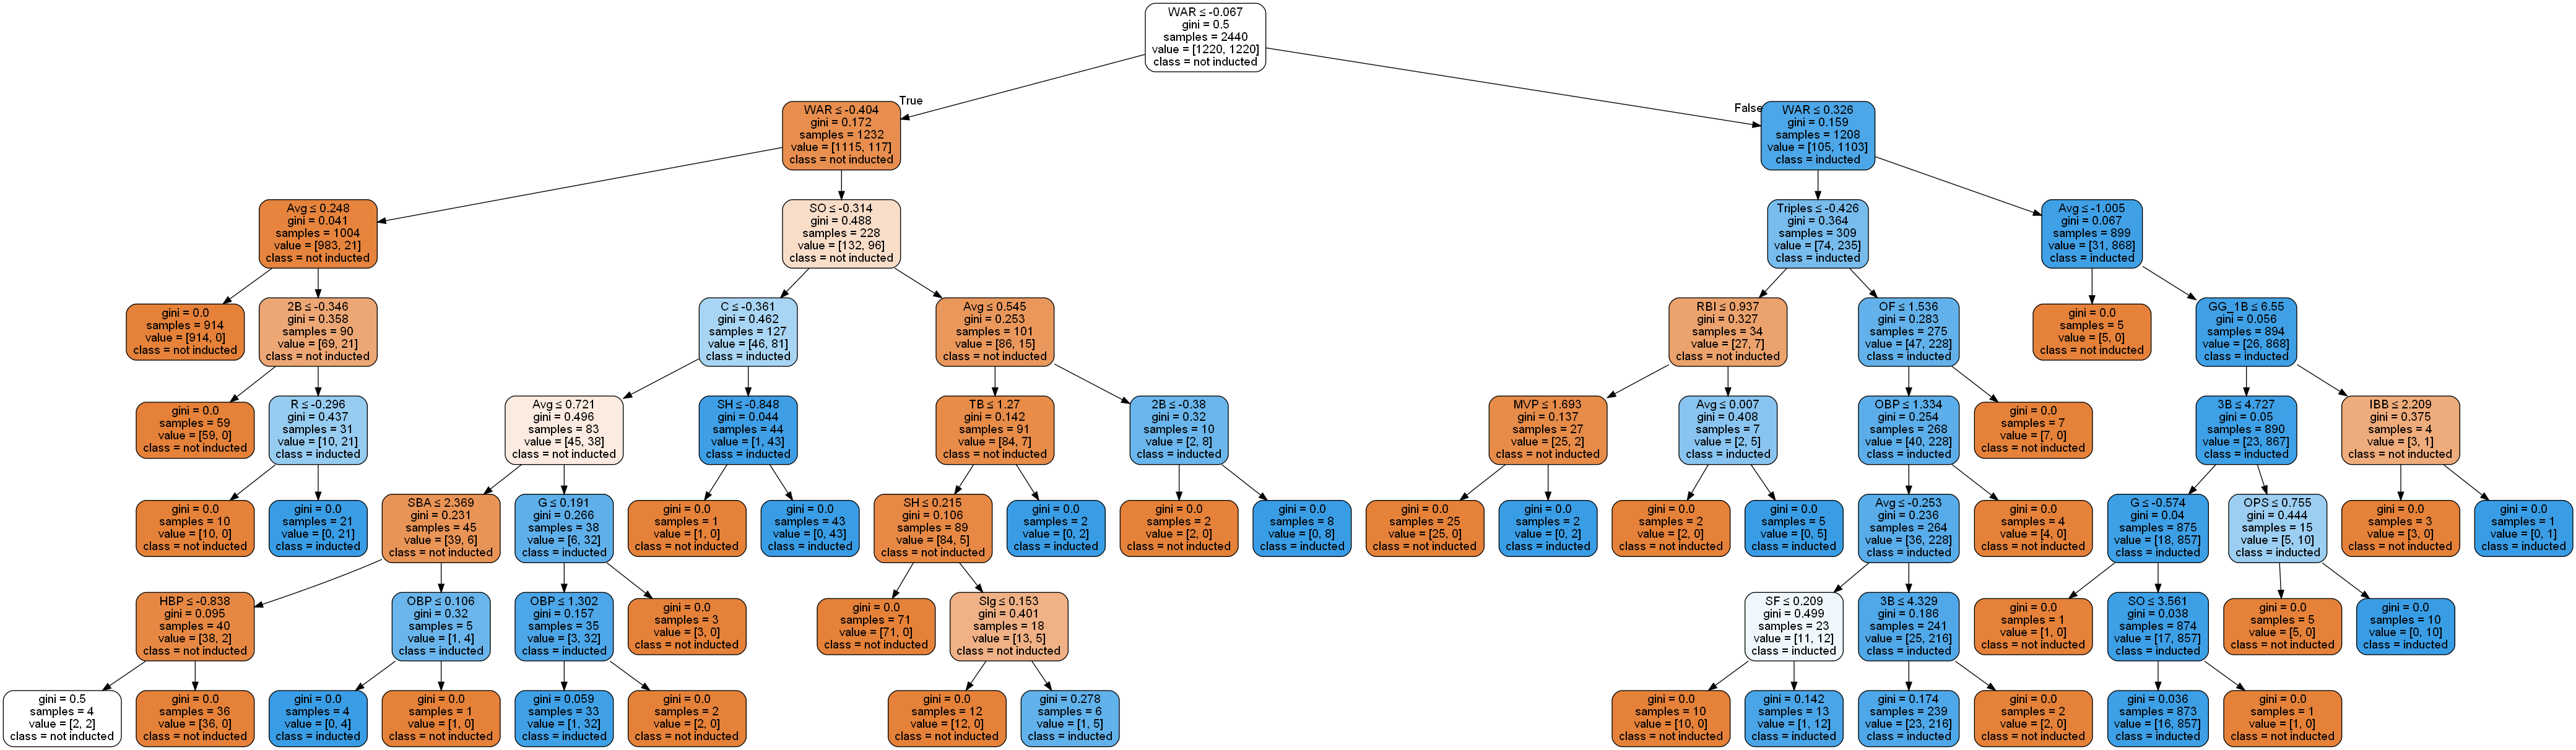 WAR ≤ -0.067
gini = 0.5
samples = 2440
value = [1220, 1220]
class = not inducted
True
False
WAR ≤ -0.404
gini = 0.172
samples = 1232
value = [1115, 117]
class = not inducted
WAR ≤ 0.326
gini = 0.159
samples = 1208
value = [105, 1103]
class = inducted
Avg ≤ 0.248
gini = 0.041
samples = 1004
value = [983, 21]
class = not inducted
SO ≤ -0.314
gini = 0.488
samples = 228
value = [132, 96]
class = not inducted
Triples ≤ -0.426
gini = 0.364
samples = 309
value = [74, 235]
class = inducted
Avg ≤ -1.005
gini = 0.067
samples = 899
value = [31, 868]
class = inducted
gini = 0.0
samples = 914
value = [914, 0]
class = not inducted
2B ≤ -0.346
gini = 0.358
samples = 90
value = [69, 21]
class = not inducted
C ≤ -0.361
gini = 0.462
samples = 127
value = [46, 81]
class = inducted
Avg ≤ 0.545
gini = 0.253
samples = 101
value = [86, 15]
class = not inducted
RBI ≤ 0.937
gini = 0.327
samples = 34
value = [27, 7]
class = not inducted
OF ≤ 1.536
gini = 0.283
samples = 275
value = [47, 228]
class = inducted
gini = 0.0
samples = 5
value = [5, 0]
class = not inducted
GG_1B ≤ 6.55
gini = 0.056
samples = 894
value = [26, 868]
class = inducted
gini = 0.0
samples = 59
value = [59, 0]
class = not inducted
R ≤ -0.296
gini = 0.437
samples = 31
value = [10, 21]
class = inducted
Avg ≤ 0.721
gini = 0.496
samples = 83
value = [45, 38]
class = not inducted
SH ≤ -0.848
gini = 0.044
samples = 44
value = [1, 43]
class = inducted
TB ≤ 1.27
gini = 0.142
samples = 91
value = [84, 7]
class = not inducted
2B ≤ -0.38
gini = 0.32
samples = 10
value = [2, 8]
class = inducted
MVP ≤ 1.693
gini = 0.137
samples = 27
value = [25, 2]
class = not inducted
Avg ≤ 0.007
gini = 0.408
samples = 7
value = [2, 5]
class = inducted
OBP ≤ 1.334
gini = 0.254
samples = 268
value = [40, 228]
class = inducted
gini = 0.0
samples = 7
value = [7, 0]
class = not inducted
3B ≤ 4.727
gini = 0.05
samples = 890
value = [23, 867]
class = inducted
IBB ≤ 2.209
gini = 0.375
samples = 4
value = [3, 1]
class = not inducted
gini = 0.0
samples = 10
value = [10, 0]
class = not inducted
gini = 0.0
samples = 21
value = [0, 21]
class = inducted
SBA ≤ 2.369
gini = 0.231
samples = 45
value = [39, 6]
class = not inducted
G ≤ 0.191
gini = 0.266
samples = 38
value = [6, 32]
class = inducted
gini = 0.0
samples = 1
value = [1, 0]
class = not inducted
gini = 0.0
samples = 43
value = [0, 43]
class = inducted
SH ≤ 0.215
gini = 0.106
samples = 89
value = [84, 5]
class = not inducted
gini = 0.0
samples = 2
value = [0, 2]
class = inducted
gini = 0.0
samples = 2
value = [2, 0]
class = not inducted
gini = 0.0
samples = 8
value = [0, 8]
class = inducted
gini = 0.0
samples = 25
value = [25, 0]
class = not inducted
gini = 0.0
samples = 2
value = [0, 2]
class = inducted
gini = 0.0
samples = 2
value = [2, 0]
class = not inducted
gini = 0.0
samples = 5
value = [0, 5]
class = inducted
Avg ≤ -0.253
gini = 0.236
samples = 264
value = [36, 228]
class = inducted
gini = 0.0
samples = 4
value = [4, 0]
class = not inducted
G ≤ -0.574
gini = 0.04
samples = 875
value = [18, 857]
class = inducted
OPS ≤ 0.755
gini = 0.444
samples = 15
value = [5, 10]
class = inducted
gini = 0.0
samples = 3
value = [3, 0]
class = not inducted
gini = 0.0
samples = 1
value = [0, 1]
class = inducted
HBP ≤ -0.838
gini = 0.095
samples = 40
value = [38, 2]
class = not inducted
OBP ≤ 0.106
gini = 0.32
samples = 5
value = [1, 4]
class = inducted
OBP ≤ 1.302
gini = 0.157
samples = 35
value = [3, 32]
class = inducted
gini = 0.0
samples = 3
value = [3, 0]
class = not inducted
gini = 0.0
samples = 71
value = [71, 0]
class = not inducted
Slg ≤ 0.153
gini = 0.401
samples = 18
value = [13, 5]
class = not inducted
SF ≤ 0.209
gini = 0.499
samples = 23
value = [11, 12]
class = inducted
3B ≤ 4.329
gini = 0.186
samples = 241
value = [25, 216]
class = inducted
gini = 0.0
samples = 1
value = [1, 0]
class = not inducted
SO ≤ 3.561
gini = 0.038
samples = 874
value = [17, 857]
class = inducted
gini = 0.0
samples = 5
value = [5, 0]
class = not inducted
gini = 0.0
samples = 10
value = [0, 10]
class = inducted
gini = 0.5
samples = 4
value = [2, 2]
class = not inducted
gini = 0.0
samples = 36
value = [36, 0]
class = not inducted
gini = 0.0
samples = 4
value = [0, 4]
class = inducted
gini = 0.0
samples = 1
value = [1, 0]
class = not inducted
gini = 0.059
samples = 33
value = [1, 32]
class = inducted
gini = 0.0
samples = 2
value = [2, 0]
class = not inducted
gini = 0.0
samples = 12
value = [12, 0]
class = not inducted
gini = 0.278
samples = 6
value = [1, 5]
class = inducted
gini = 0.0
samples = 10
value = [10, 0]
class = not inducted
gini = 0.142
samples = 13
value = [1, 12]
class = inducted
gini = 0.174
samples = 239
value = [23, 216]
class = inducted
gini = 0.0
samples = 2
value = [2, 0]
class = not inducted
gini = 0.036
samples = 873
value = [16, 857]
class = inducted
gini = 0.0
samples = 1
value = [1, 0]
class = not inducted